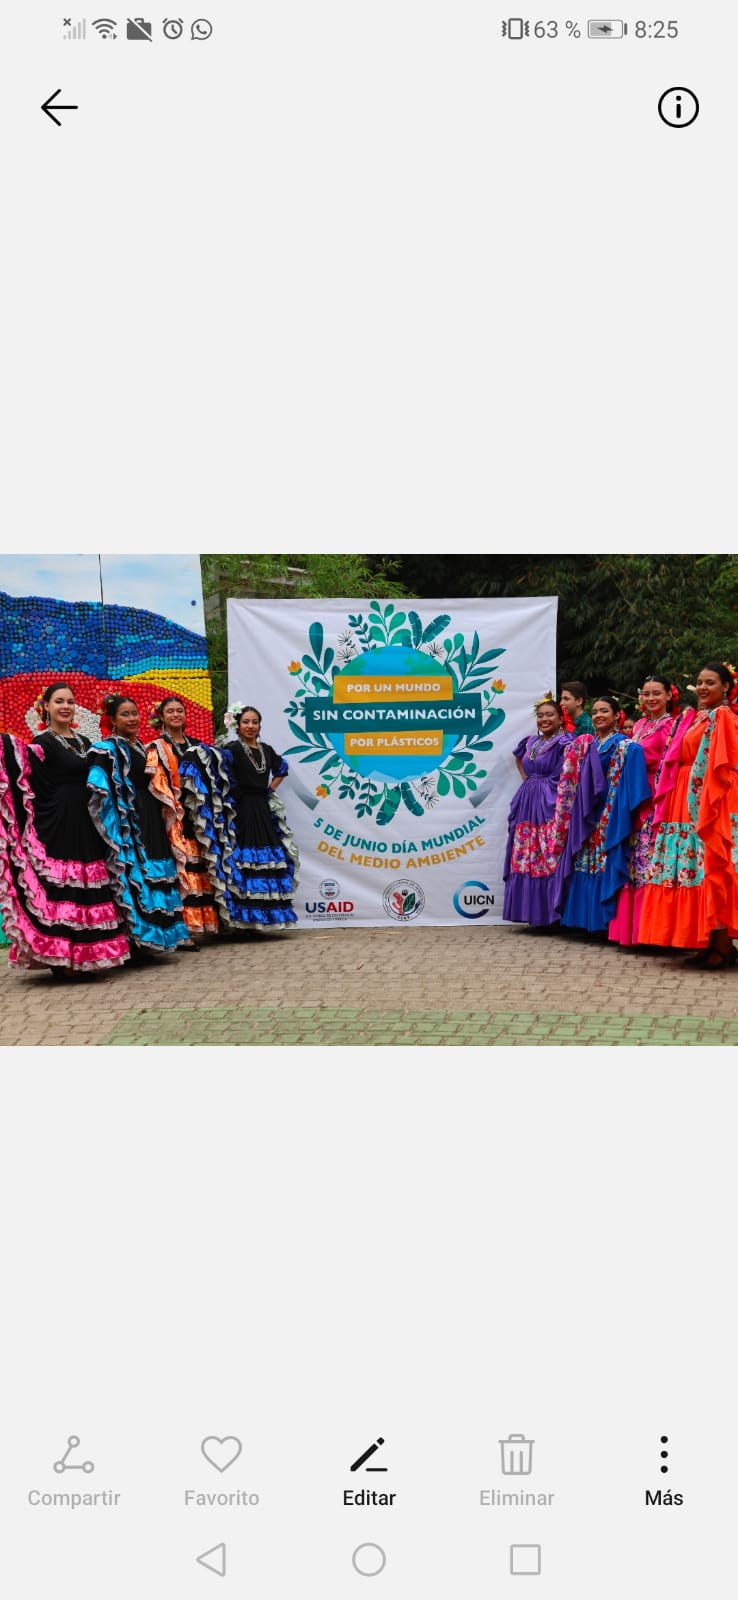 63 % 8:25
POR UN MUNDO
SIN CONTAMINACIÓN
POR PLÁSTICOS
5 DE JUNIO DÍA MUNDIAL
DEL MEDIO AMBIENTE
USAID
UICN
Compartir Favorito Editar Eliminar Más